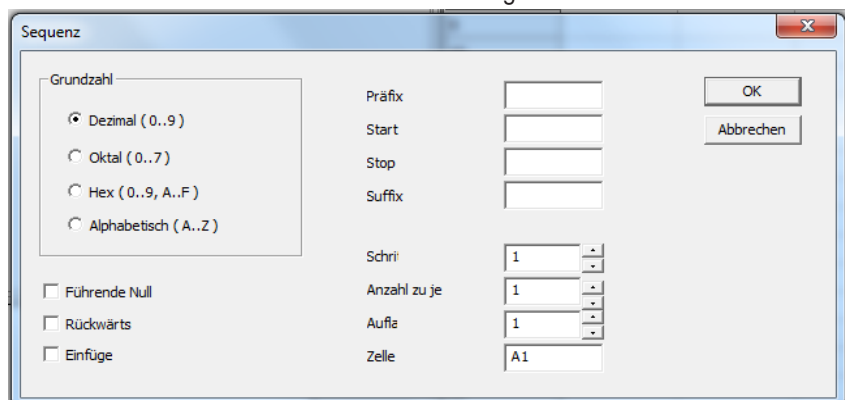 Sequenz
Grundzahl
Dezimal ( 0..9 )
Oktal ( 0..7 )
Hex ( 0..9, A..F )
Alphabetisch ( A..Z )
Führende Null
Rückwärts
Einfüge
Präfix
Start
Stop
Suffix
Schri
1
Anzahl zu je
1
Aufla
1
Zelle
A1
OK
Abbrechen